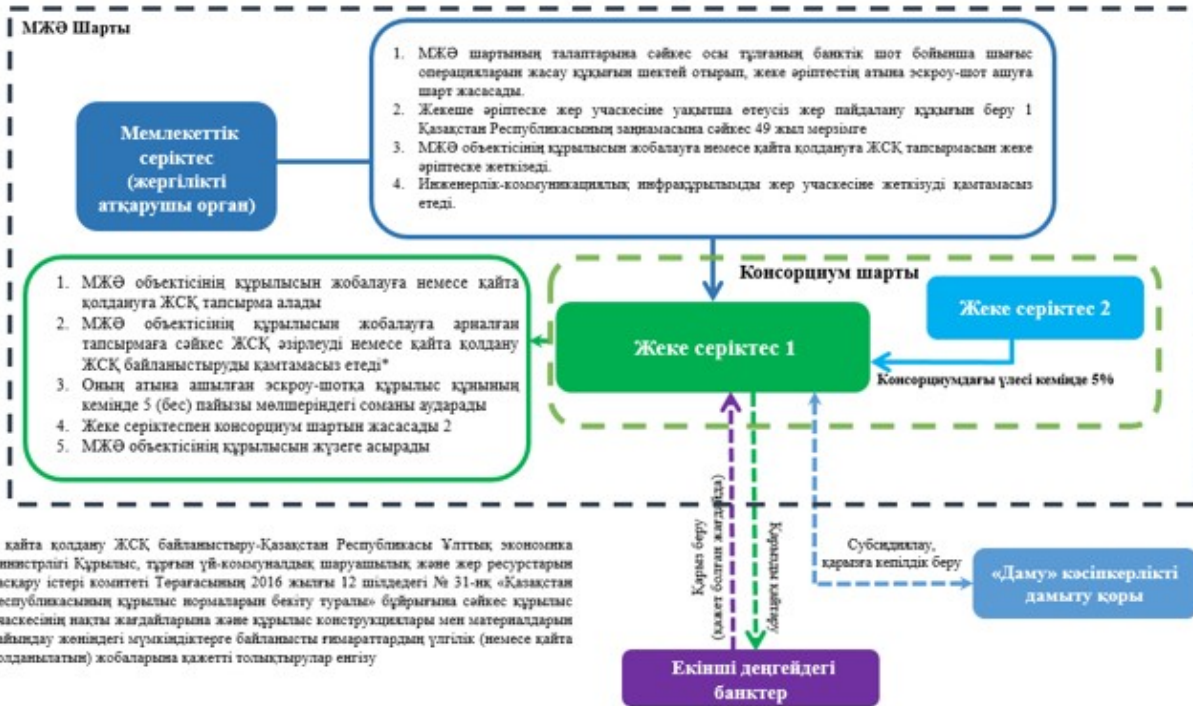 МЖӘ Шарты
Мемлекеттік
серіктес
(жергілікті
атқарушы орган)
1. МЖӘ шартының талаптарына сәйкес осы тұлғаның банктік шот бойынша шығыс
операцияларын жасау құқығын шектей отырып, жеке әріптестің атына эскроу-шот ашуға
шарт жасасады.
2. Жекеше әріптеске жер учаскесіне уақытша өтеусіз жер пайдалану құқығын беру 1
Қазақстан Республикасының заңнамасына сәйкес 49 жыл мерзімге
3. МЖӘ объектісінің құрылысын жобалауға немесе қайта қолдануға ЖСҚ тапсырмасын жеке
әріптеске жеткізеді.
4. Инженерлік-коммуникациялық инфрақұрылымды жер учаскесіне жеткізуді қамтамасыз
етеді.
1. МЖӘ объектісінің құрылысын жобалауға немесе қайта
қолдануға ЖСҚ тапсырма алады
2. МЖӘ объектісінің құрылысын жобалауға арналған
тапсырмаға сәйкес ЖСҚ әзірлеуді немесе қайта қолдану
ЖСҚ байланыстыруды қамтамасыз етеді*
3. Оның атына ашылған эскроу-шотқа құрылыс құнының
кемінде 5 (бес) пайызы мөлшеріндегі соманы аударады
4. Жеке серіктеспен консорциум шартын жасасады 2
5. МЖӘ объектісінің құрылысын жүзеге асырады
Консорциум шарты
Жеке серіктес 1
Жеке серіктес 2
Консорциумдағы үлесі кемінде 5%
Қарыз беру
(қажет болған жағдайда)
Қарызды қайтару
Субсидиялау,
қарызға кепілдік беру
«Даму» кәсіпкерлікті
дамыту қоры
Екінші деңгейдегі
банктер
қайта қолдану ЖСҚ байланыстыру-Қазақстан Республикасы Ұлттық экономика
министрлігі Құрылыс, тұрғын үй-коммуналдық шаруашылық және жер ресурстарын
асқару істері комитеті Төрағасының 2016 жылғы 12 шілдедегі № 31-нқ «Қазақстан
еспубликасының құрылыс нормаларын бекіту туралы» бұйрығына сәйкес құрылыс
часкесінің нақты жағдайларына және құрылыс конструкциялары мен материалдарын
айындау жөніндегі мүмкіндіктерге байланысты ғимараттардың үлгілік (немесе қайта
олданылатын) жобаларына қажетті толықтырулар енгізу